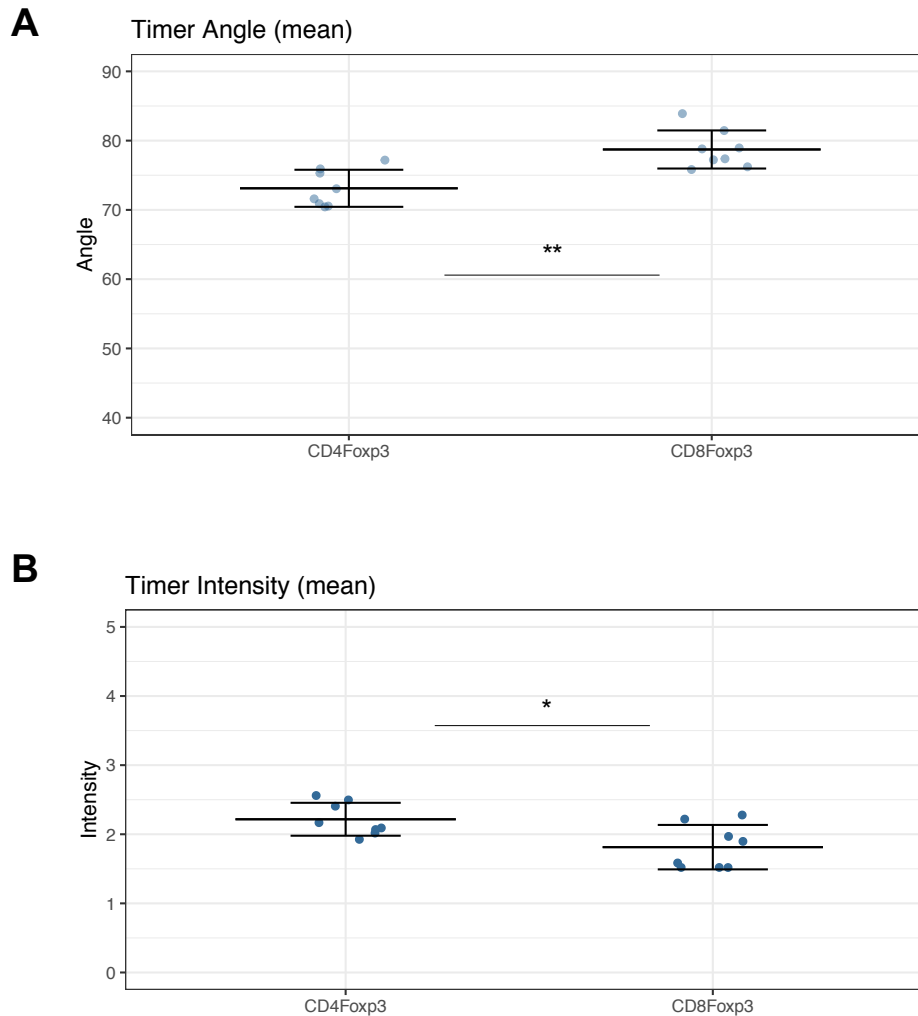 A
Timer Angle (mean)
90
80
70
60
50
40
Angle
**
CD4Foxp3 CD8Foxp3
B
Timer Intensity (mean)
5
4
3
2
1
0
Intensity
*
CD4Foxp3 CD8Foxp3